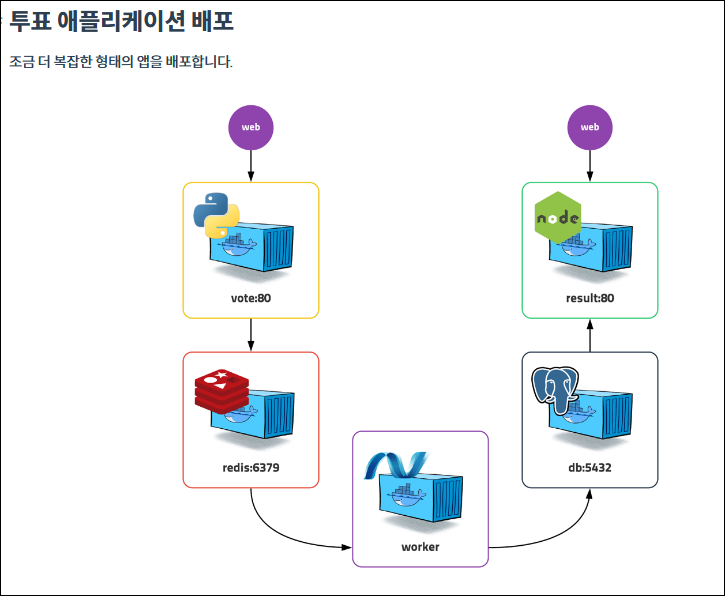 투표 애플리케이션 배포
조금 더 복잡한 형태의 앱을 배포합니다.
web
web
node
vote:80
result:80
redis:6379
db:5432
worker